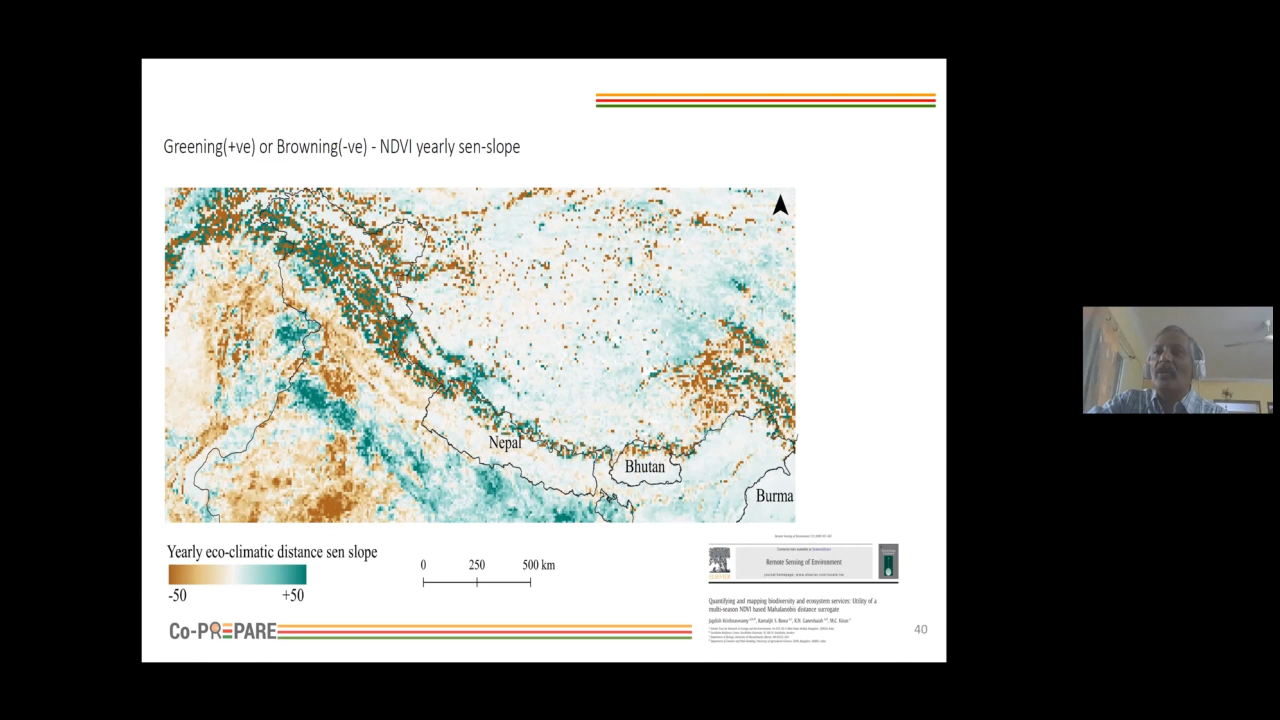 Greening(+ve) or Browning(-ve) - NDVI yearly sen-slope
Nepal
Bhutan
Burma
Yearly eco-climatic distance sen slope
-50
+50
0
250
500 km
Remote Sensing of Environment
Quantifying and mapping biodiversity and ecosystem services: Utility of a
multi-season NDVI based Mahalanobis distance surrogate
Co-PREPARE
40